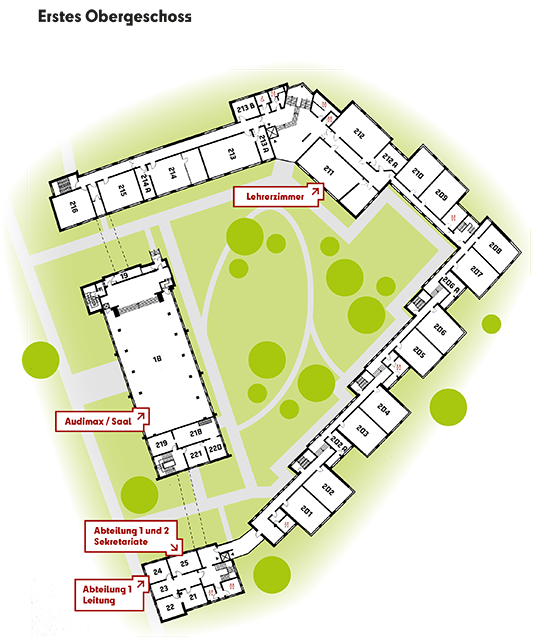 Erstes Obergeschoss
213 B
212
213 A
212 A
211
210
209
213
214
214 A
215
216
Lehrerzimmer
208
207
206 A
19
206
205
18
204
203
Audimax / Saal
202 A
219
218
221
220
202
201
Abteilung 1 und 2
Sekretariate
24
25
23
Abteilung 1
Leitung
22
21